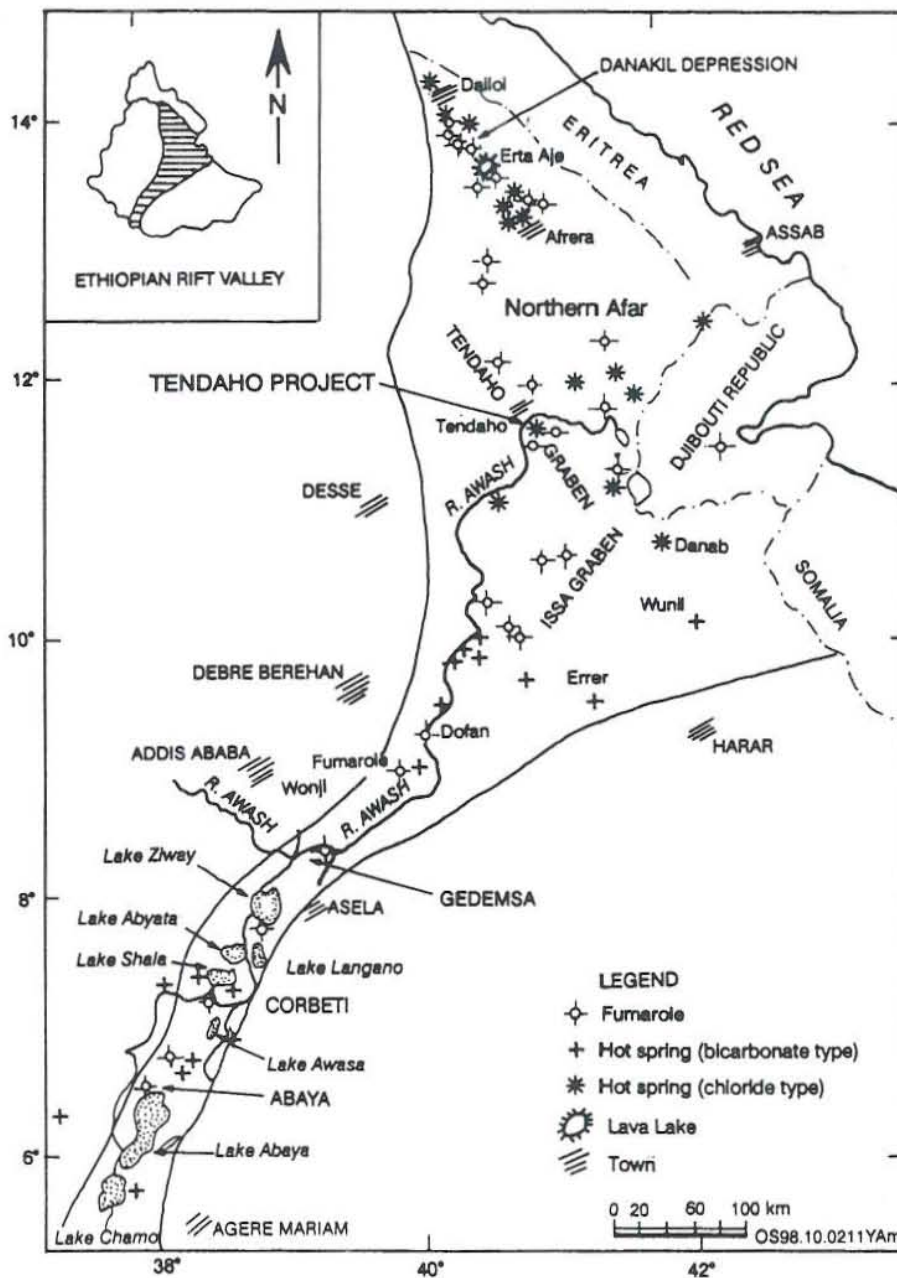 N
ETHIOPIAN RIFT VALLEY
DANAKIL DEPRESSION
Dallol
14°
ERITREA
RED SEA
Erta Aje
ASSAB
Afrera
Northern Afar
TENDAHO
GRABEN
12°
TENDAHO PROJECT
DJIBOUTI REPUBLIC
Tendaho
DESSE
R. AWASH
ISSA GRABEN
Danab
SOMALIA
Wunil
10°
DEBRE BEREHAN
Errer
Dofan
HARAR
ADDIS ABABA
Fumarole
Wonji
R. AWASH
R. AWASH
Lake Ziway
GEDEMSA
8°
ASELA
Lake Abyata
Lake Shala
Lake Langano
CORBETI
Lake Awasa
ABAYA
6°
Lake Abaya
AGERE MARIAM
Lake Chamo
LEGEND
Fumarole
Hot spring (bicarbonate type)
Hot spring (chloride type)
Lava Lake
Town
0 20 60 100 km
OS98.10.0211YAm
38°
40°
42°